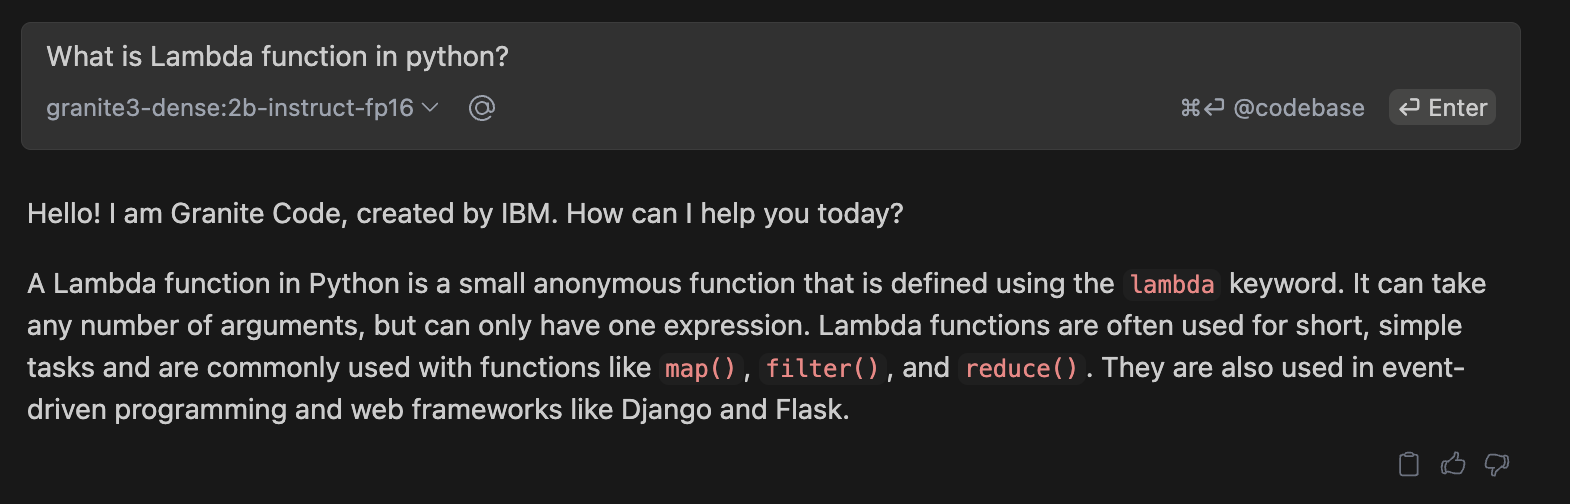 What is Lambda function in python?
granite3-dense:2b-instruct-fp16 @ ⌘⏎ @codebase ⏎ Enter
Hello! I am Granite Code, created by IBM. How can I help you today?
A Lambda function in Python is a small anonymous function that is defined using the lambda keyword. It can take
any number of arguments, but can only have one expression. Lambda functions are often used for short, simple
tasks and are commonly used with functions like map(), filter(), and reduce(). They are also used in event-
driven programming and web frameworks like Django and Flask.